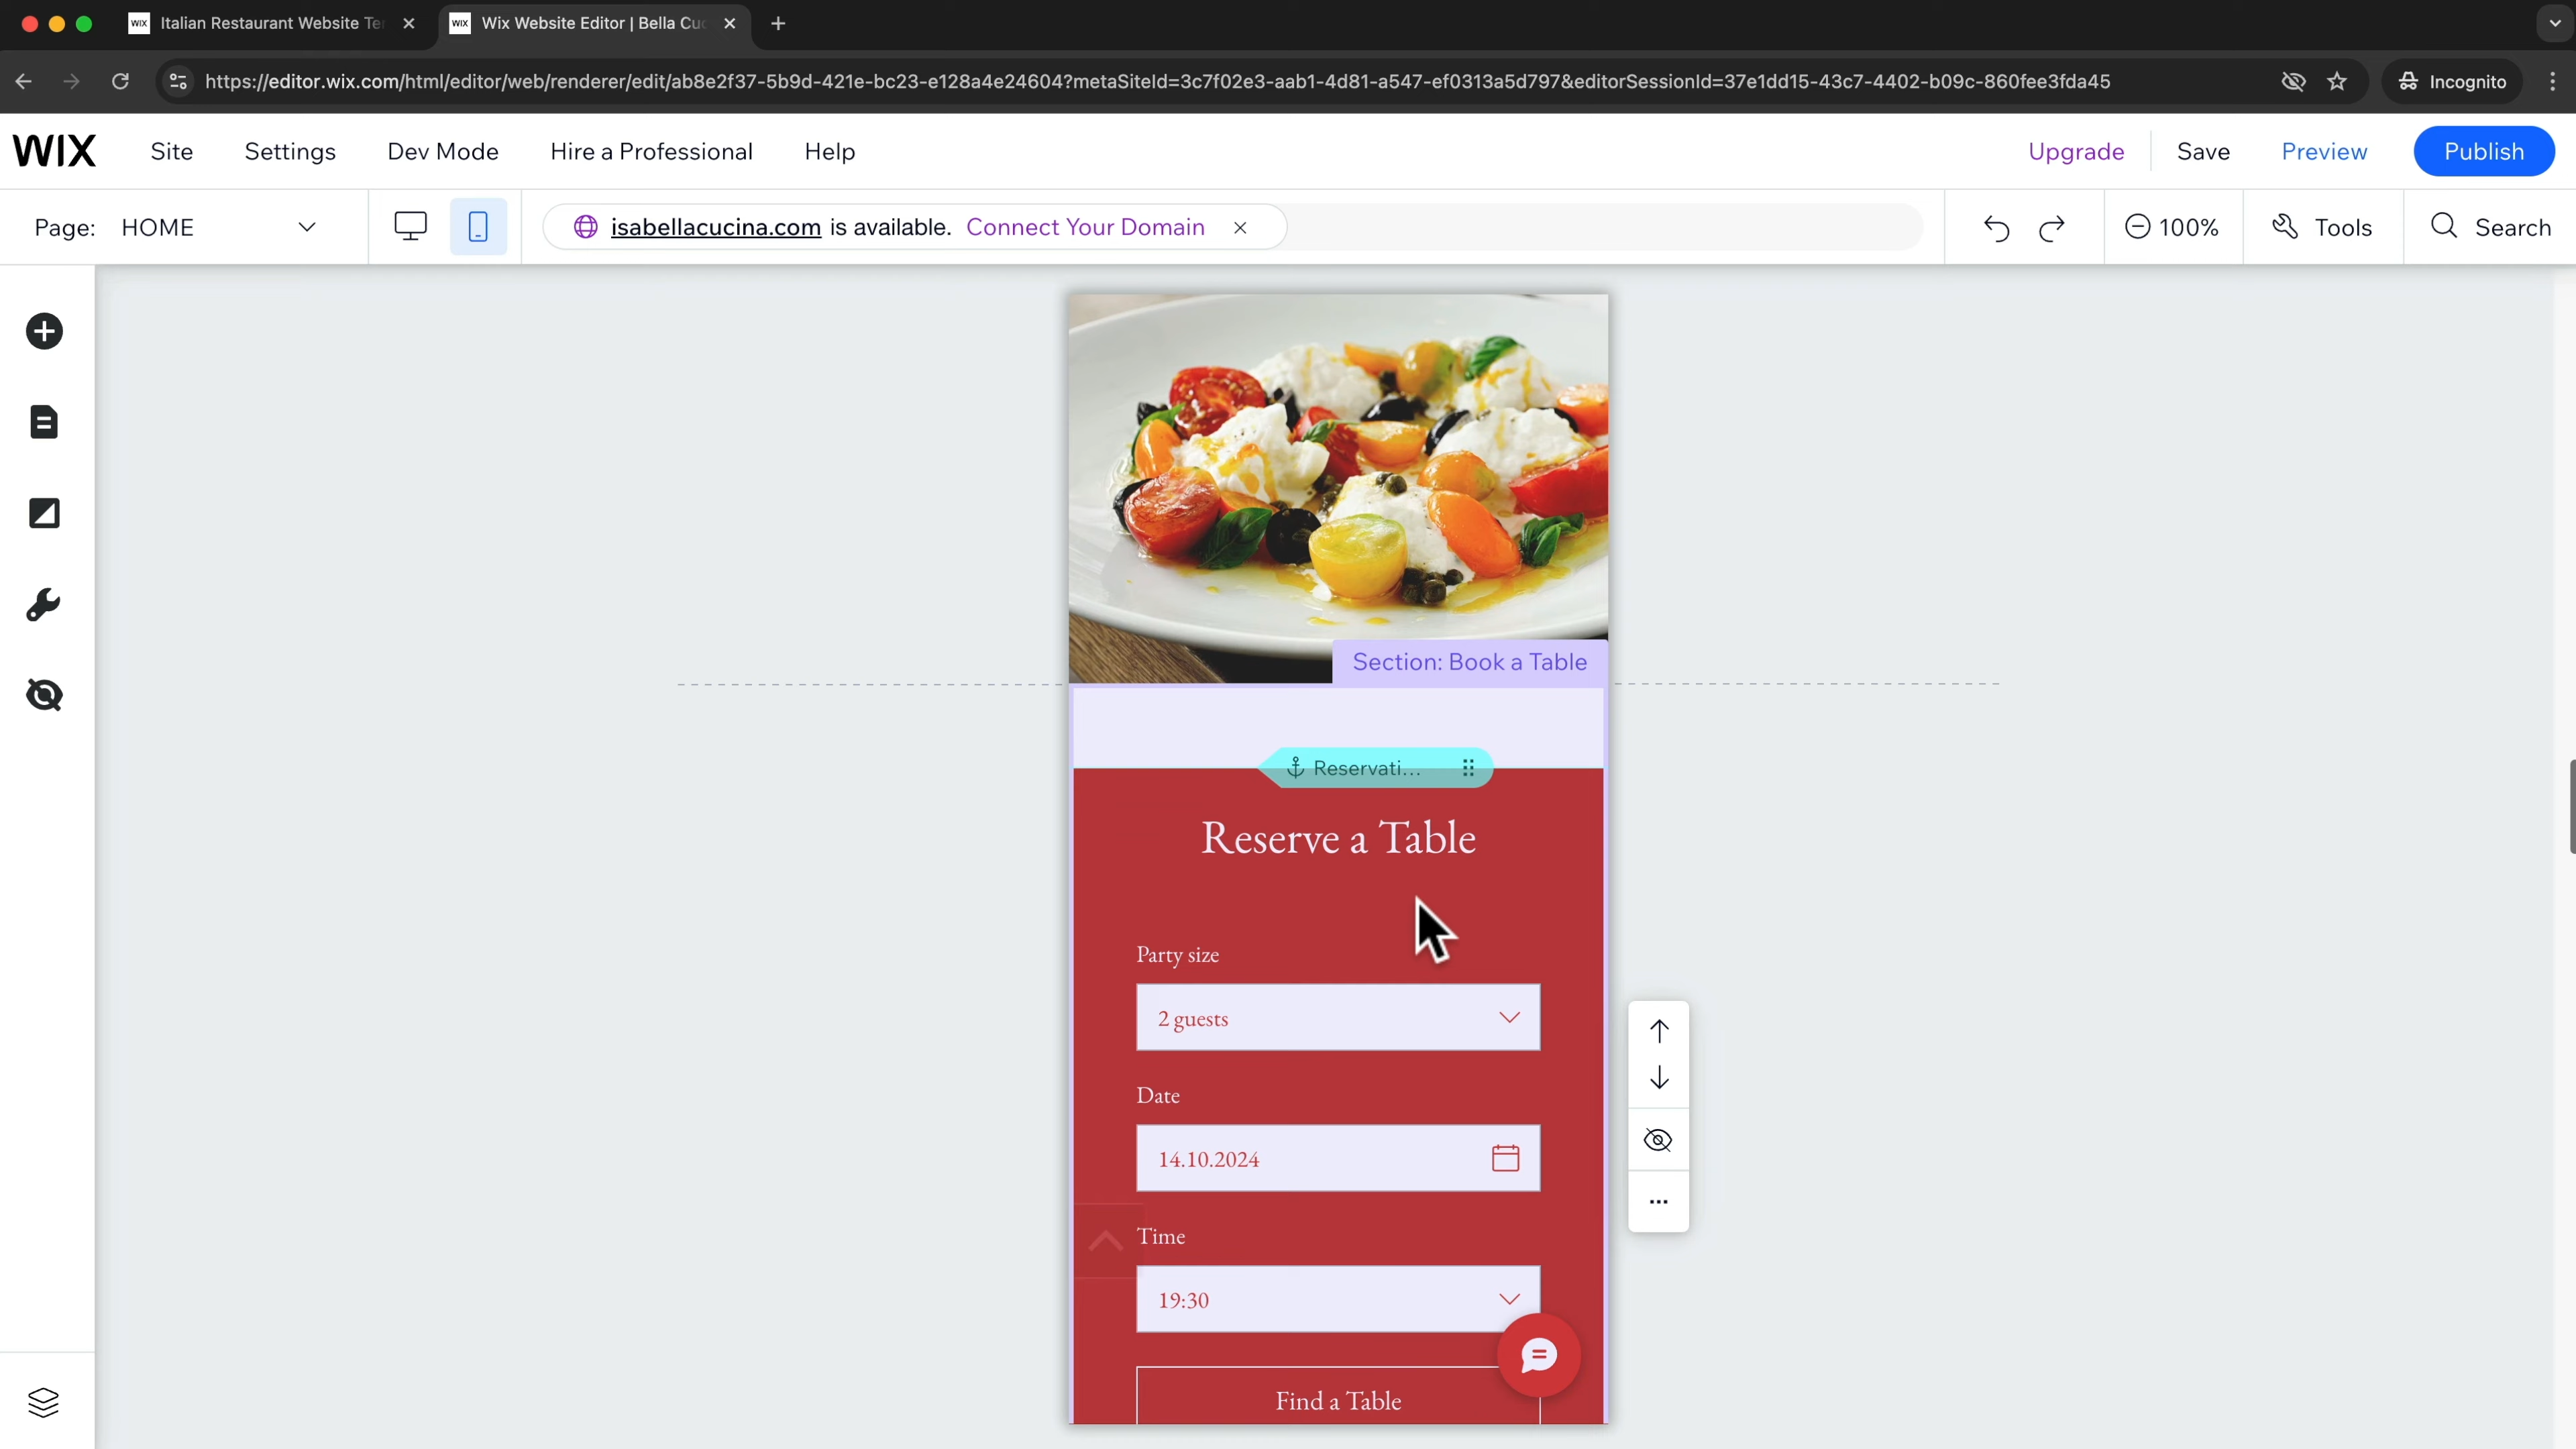 WIX Italian Restaurant Website Te
WIX Wix Website Editor | Bella Cu
https://editor.wix.com/html/editor/web/renderer/edit/ab8e2f37-5b9d-421e-bc23-e128a4e24604?metaSiteId=3c7f02e3-aab1-4d81-a547-ef0313a5d797&editorSessionId=37e1dd15-43c7-4402-b09c-860fee3fda45
Incognito
WIX Site Settings Dev Mode Hire a Professional Help Upgrade Save Preview Publish
Page: HOME isabellacucina.com is available. Connect Your Domain 100% Tools Search
Section: Book a Table
Reservati...
Reserve a Table
Party size
2 guests
Date
14.10.2024
Time
19:30
Find a Table